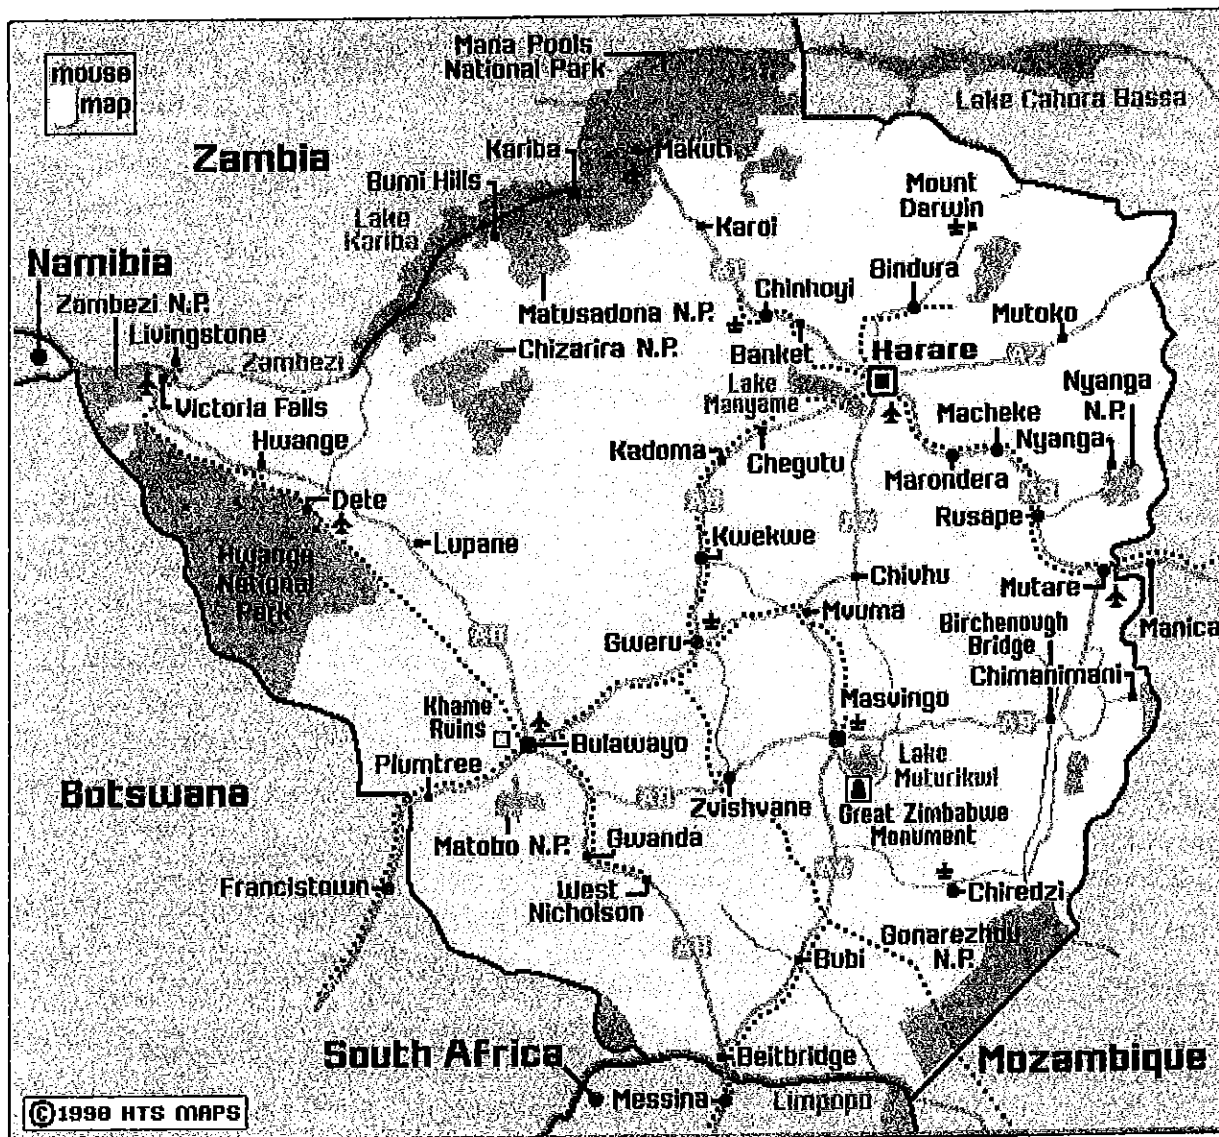 Mana Pools
National Park
mouse
map
Lake Cahora Bassa
Zambia
Kariba
Makuti
Bumi Hills
Mount
Darwin
Lake
Kariba
Karoi
Namibia
Bindura
Zambezi N.P.
Chinhoyi
Livingstone
Matusadona N.P.
Mutoko
Zambezi
Chizarira N.P.
Banket
Harare
A2
Victoria Falls
Lake
Manyame
Nyanga
N.P.
Hwange
Macheke
Kadoma
Chegutu
Nyanga
Marondera
Dete
Rusape
Lupane
Kwekwe
Hwange
National
Park
Chivhu
Mutare
Mvuma
Birchenough
Bridge
Manica
Gweru
Chimanimani
Khame
Ruins
Masvingo
Bulawayo
Lake
Muturikwi
Plumtree
Botswana
Zvishvane
Great Zimbabwe
Monument
Matobo N.P.
Gwanda
Francistown
West
Nicholson
Chiredzi
Gonarezhou
N.P.
Bubi
South Africa
Beitbridge
Mozambique
Messina
Limpopo
©1998 HTS MAPS